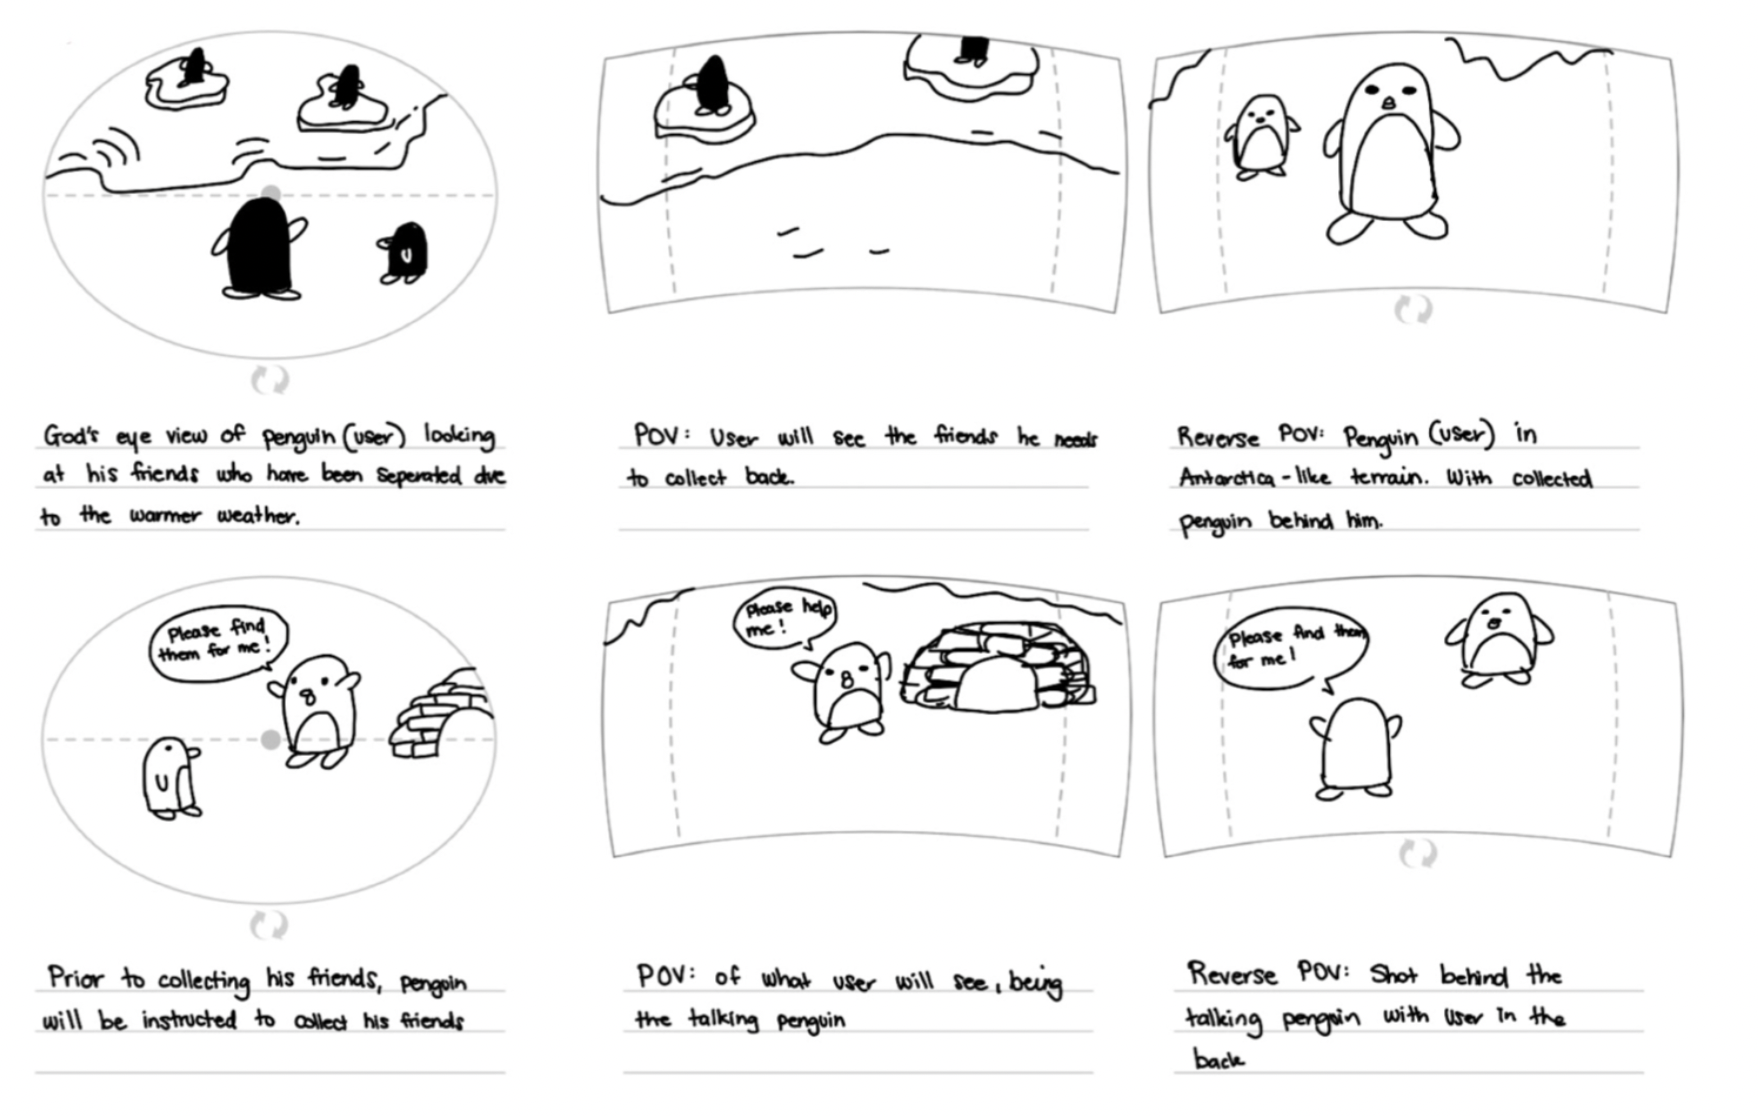 God's eye view of Penguin (user) looking
at his friends who have been seperated due
to the warmer weather.
POV: User will see the friends he needs
to collect back.
Reverse POV: Penguin (user) in
Antarctica-like terrain. With collected
penguin behind him.
Please find
them for me!
Please help
me!
Please find them
for me!
Prior to collecting his friends, penguin
will be instructed to collect his friends
POV: of what user will see, being
the talking penguin
Reverse POV: Shot behind the
talking penguin with user in the
back